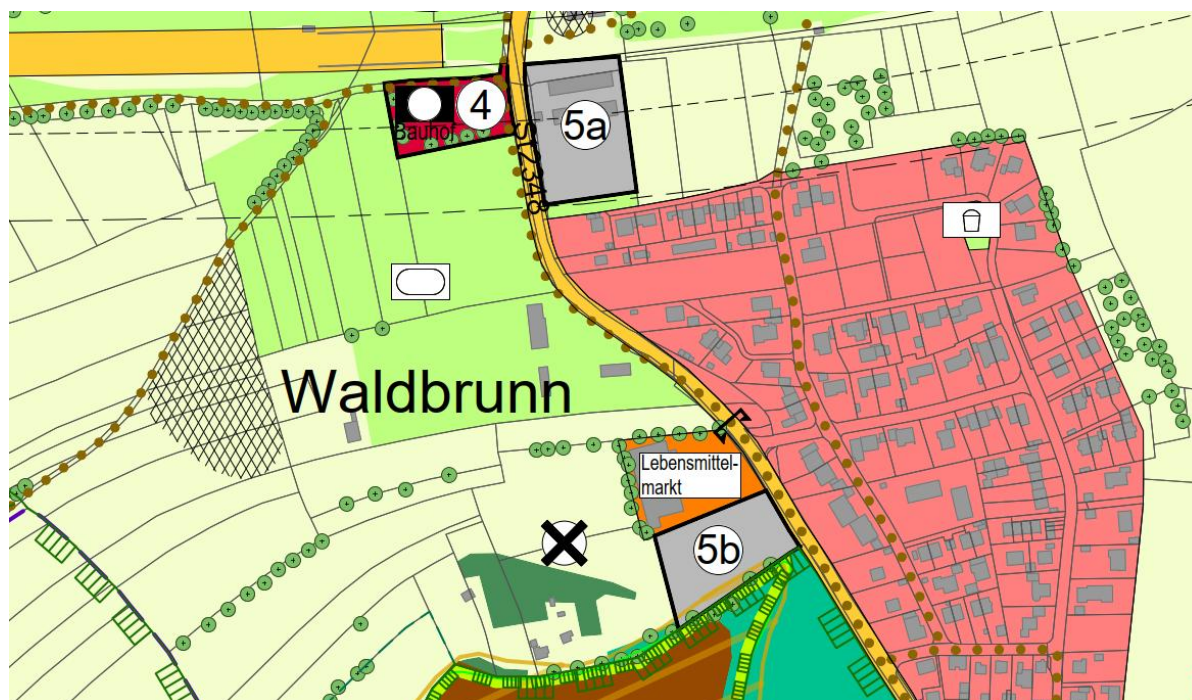 4
Bauhof
5a
St2348
Waldbrunn
Lebensmittel-
markt
5b